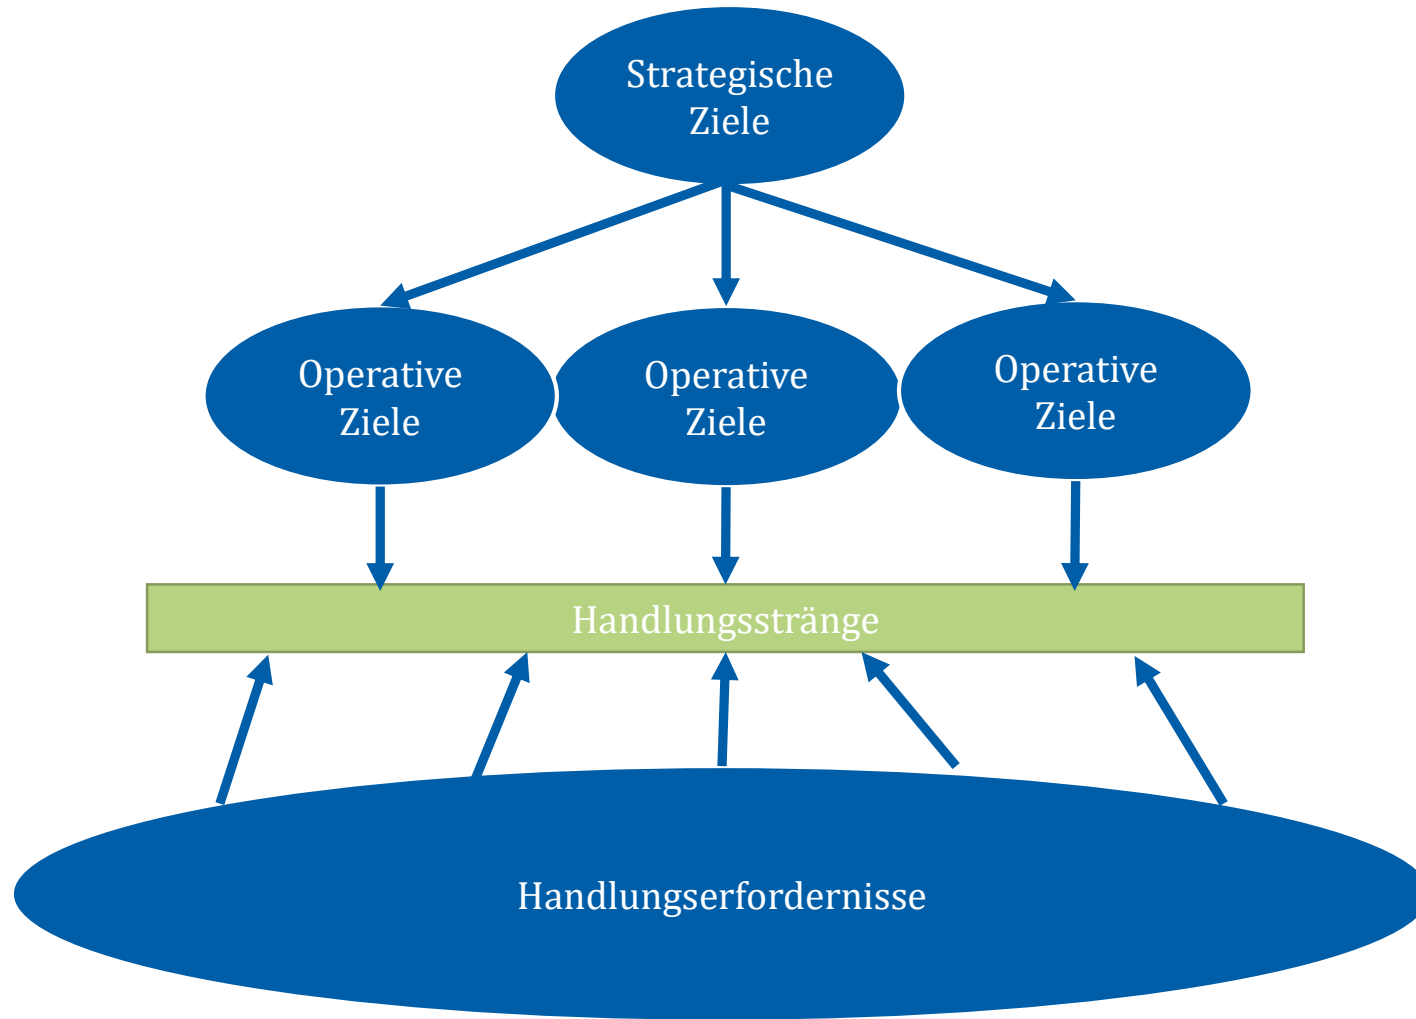 Strategische
Ziele
Operative
Ziele
Operative
Ziele
Operative
Ziele
Handlungsstränge
Handlungserfordernisse